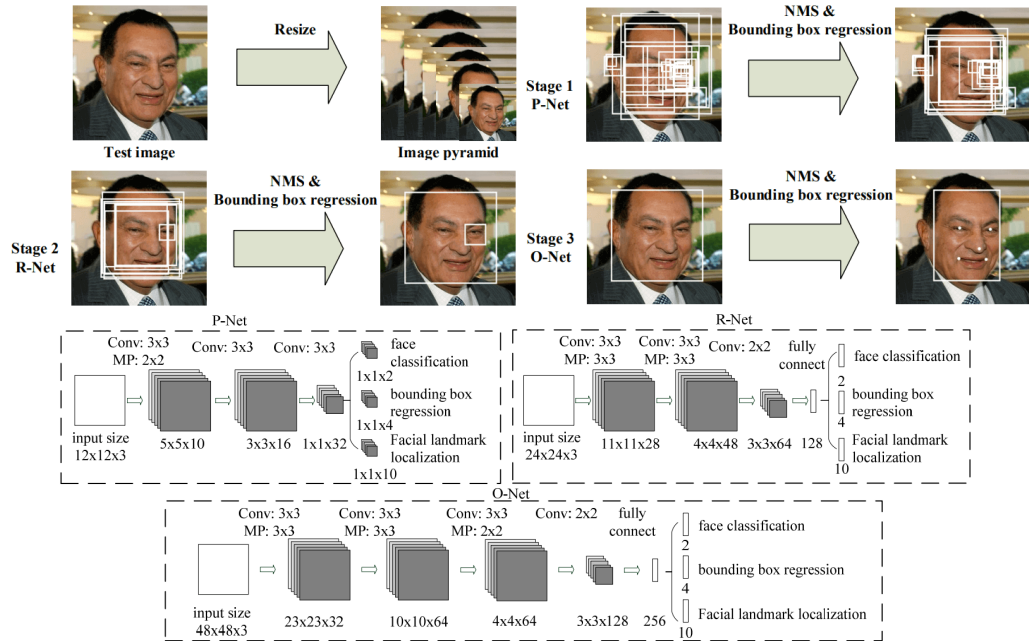 Resize
Test image
Image pyramid
Stage 1
P-Net
NMS &
Bounding box regression
Stage 2
R-Net
NMS &
Bounding box regression
Stage 3
O-Net
NMS &
Bounding box regression
P-Net
Conv: 3x3
MP: 2x2
Conv: 3x3
Conv: 3x3
input size
12x12x3
5x5x10
3x3x16
1x1x32
face
classification
1x1x2
bounding box
regression
1x1x4
Facial landmark
localization
1x1x10
R-Net
Conv: 3x3
MP: 3x3
Conv: 3x3
MP: 3x3
Conv: 2x2
fully
connect
input size
24x24x3
11x11x28
4x4x48
3x3x64
128
face classification
2
bounding box
regression
4
Facial landmark
localization
10
O-Net
Conv: 3x3
MP: 3x3
Conv: 3x3
MP: 3x3
Conv: 3x3
MP: 2x2
Conv: 2x2
fully
connect
input size
48x48x3
23x23x32
10x10x64
4x4x64
3x3x128
256
face classification
2
bounding box regression
4
Facial landmark localization
10